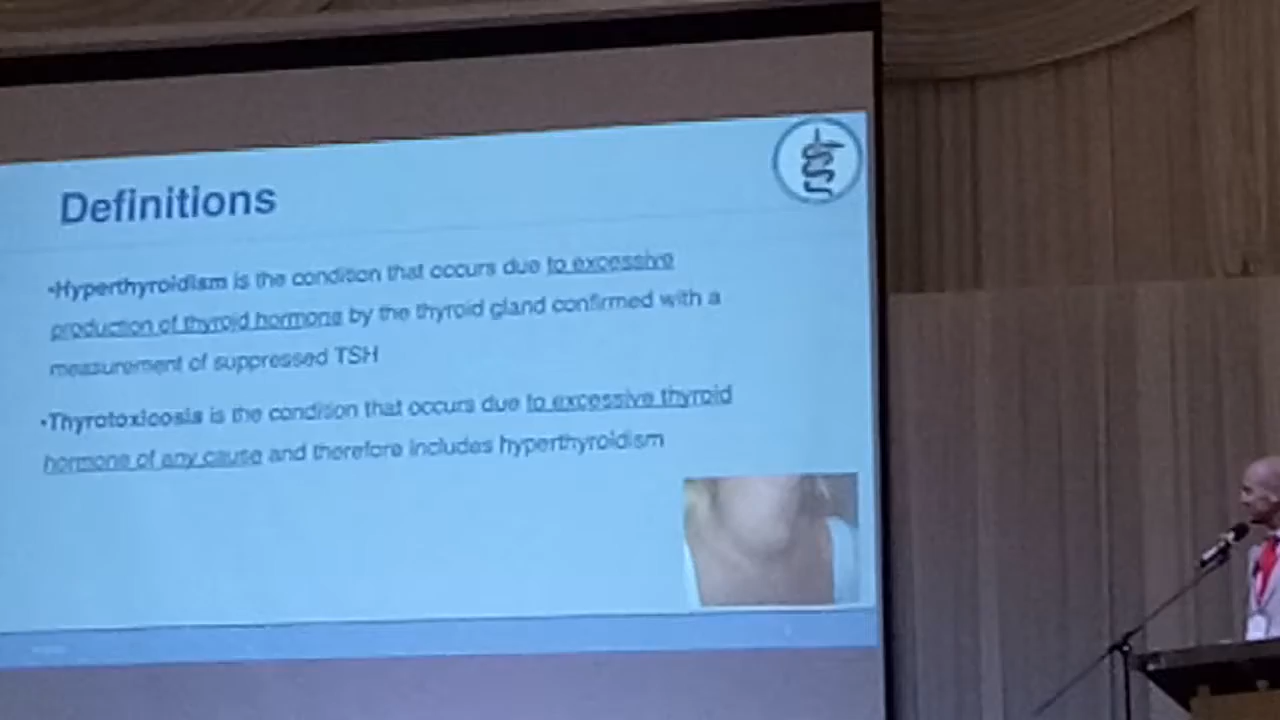 Definitions
•Hyperthyroidism is the condition that occurs due to excessive
production of thyroid hormone by the thyroid gland confirmed with a
measurement of suppressed TSH
•Thyrotoxicosis is the condition that occurs due to excessive thyroid
hormone of any cause and therefore includes hyperthyroidism